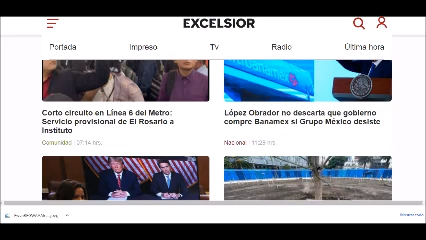 EXCELSIOR
Portada Impreso Tv Radio Última hora
Corto circuito en Línea 6 del Metro:
Servicio provisional de El Rosario a
Instituto
Comunidad 07:14 hrs.
López Obrador no descarta que gobierno
compre Banamex si Grupo México desiste
Nacional 11:25 hrs.